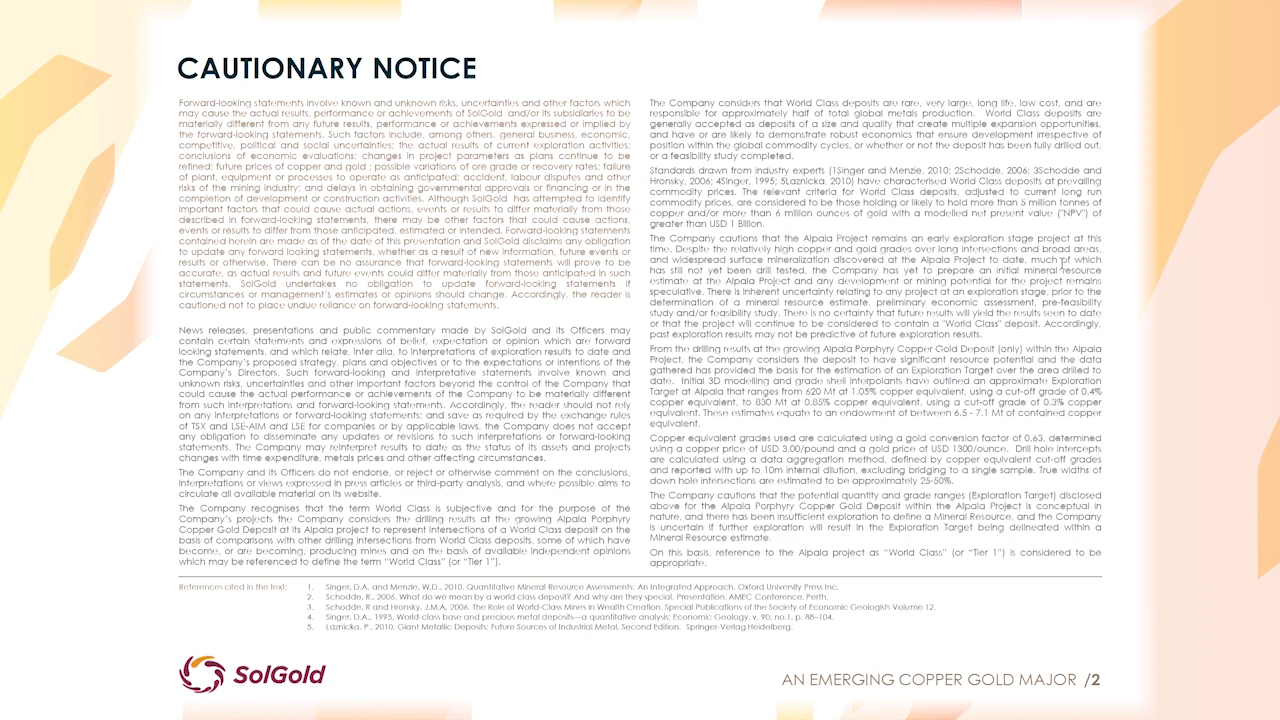 CAUTIONARY NOTICE
Forward-looking statements involve known and unknown risks, uncertainties and other factors which
may cause the actual results, performance or achievements of SolGold and/or its subsidiaries to be
materially different from any future results, performance or achievements expressed or implied by
the forward-looking statements. Such factors include, among others, general business, economic,
competitive, political and social uncertainties; the actual results of current exploration activities;
conclusions of economic evaluations; changes in project parameters as plans continue to be
refined; future prices of copper and gold ; possible variations of ore grade or recovery rates; failure
of plant, equipment or processes to operate as anticipated; accident, labour disputes and other
risks of the mining industry; and delays in obtaining governmental approvals or financing or in the
completion of development or construction activities. Although SolGold has attempted to identify
important factors that could cause actual actions, events or results to differ materially from those
described in forward-looking statements, there may be other factors that could cause actions,
events or results to differ from those anticipated, estimated or intended. Forward-looking statements
contained herein are made as of the date of this presentation and SolGold disclaims any obligation
to update any forward looking statements, whether as a result of new information, future events or
results or otherwise. There can be no assurance that forward-looking statements will prove to be
accurate, as actual results and future events could differ materially from those anticipated in such
statements. SolGold undertakes no obligation to update forward-looking statements if
circumstances or management's estimates or opinions should change. Accordingly, the reader is
cautioned not to place undue reliance on forward-looking statements.
News releases, presentations and public commentary made by SolGold and its Officers may
contain certain statements and expressions of belief, expectation or opinion which are forward
looking statements, and which relate, inter alia, to interpretations of exploration results to date and
the Company's proposed strategy, plans and objectives or to the expectations or intentions of the
Company's Directors. Such forward-looking and interpretative statements involve known and
unknown risks, uncertainties and other important factors beyond the control of the Company that
could cause the actual performance or achievements of the Company to be materially different
from such interpretations and forward-looking statements. Accordingly, the reader should not rely
on any interpretations or forward-looking statements; and save as required by the exchange rules
of TSX and LSE-AIM and LSE for companies or by applicable laws, the Company does not accept
any obligation to disseminate any updates or revisions to such interpretations or forward-looking
statements. The Company may reinterpret results to date as the status of its assets and projects
changes with time expenditure, metals prices and other affecting circumstances.
The Company and its Officers do not endorse, or reject or otherwise comment on the conclusions,
interpretations or views expressed in press articles or third-party analysis, and where possible aims to
circulate all available material on its website.
The Company recognises that the term World Class is subjective and for the purpose of the
Company's projects the Company considers the drilling results at the growing Alpala Porphyry
Copper Gold Deposit at its Alpala project to represent intersections of a World Class deposit on the
basis of comparisons with other drilling intersections from World Class deposits, some of which have
become, or are becoming, producing mines and on the basis of available independent opinions
which may be referenced to define the term "World Class" (or "Tier 1").
The Company considers that World Class deposits are rare, very large, long life, low cost, and are
responsible for approximately half of total global metals production. World Class deposits are
generally accepted as deposits of a size and quality that create multiple expansion opportunities,
and have or are likely to demonstrate robust economics that ensure development irrespective of
position within the global commodity cycles, or whether or not the deposit has been fully drilled out,
or a feasibility study completed.
Standards drawn from industry experts (1Singer and Menzie, 2010; 2Schodde, 2006; 3Schodde and
Hronsky, 2006; 4Singer, 1995; 5Laznicka, 2010) have characterised World Class deposits at prevailing
commodity prices. The relevant criteria for World Class deposits, adjusted to current long run
commodity prices, are considered to be those holding or likely to hold more than 5 million tonnes of
copper and/or more than 6 million ounces of gold with a modelled net present value ("NPV") of
greater than USD 1 Billion.
The Company cautions that the Alpala Project remains an early exploration stage project at this
time. Despite the relatively high copper and gold grades over long intersections and broad areas,
and widespread surface mineralization discovered at the Alpala Project to date, much of which
has still not yet been drill tested, the Company has yet to prepare an initial mineral resource
estimate at the Alpala Project and any development or mining potential for the project remains
speculative. There is inherent uncertainty relating to any project at an exploration stage, prior to the
determination of a mineral resource estimate, preliminary economic assessment, pre-feasibility
study and/or feasibility study. There is no certainty that future results will yield the results seen to date
or that the project will continue to be considered to contain a "World Class" deposit. Accordingly,
past exploration results may not be predictive of future exploration results.
From the drilling results at the growing Alpala Porphyry Copper Gold Deposit (only) within the Alpala
Project, the Company considers the deposit to have significant resource potential and the data
gathered has provided the basis for the estimation of an Exploration Target over the area drilled to
date. Initial 3D modelling and grade shell interpolants have outlined an approximate Exploration
Target at Alpala that ranges from 620 Mt at 1.05% copper equivalent, using a cut-off grade of 0.4%
copper equivalent, to 830 Mt at 0.85% copper equivalent, using a cut-off grade of 0.3% copper
equivalent. These estimates equate to an endowment of between 6.5 - 7.1 Mt of contained copper
equivalent.
Copper equivalent grades used are calculated using a gold conversion factor of 0.63, determined
using a copper price of USD 3.00/pound and a gold price of USD 1300/ounce. Drill hole intercepts
are calculated using a data aggregation method, defined by copper equivalent cut-off grades
and reported with up to 10m internal dilution, excluding bridging to a single sample. True widths of
down hole intersections are estimated to be approximately 25-50%.
The Company cautions that the potential quantity and grade ranges (Exploration Target) disclosed
above for the Alpala Porphyry Copper Gold Deposit within the Alpala Project is conceptual in
nature, and there has been insufficient exploration to define a Mineral Resource, and the Company
is uncertain if further exploration will result in the Exploration Target being delineated within a
Mineral Resource estimate.
On this basis, reference to the Alpala project as "World Class" (or "Tier 1") is considered to be
appropriate.
References cited in the text:
1. Singer, D.A. and Menzie, W.D., 2010. Quantitative Mineral Resource Assessments: An Integrated Approach. Oxford University Press Inc.
2. Schodde, R., 2006. What do we mean by a world class deposit? And why are they special. Presentation. AMEC Conference, Perth.
3. Schodde, R and Hronsky, J.M.A, 2006. The Role of World-Class Mines in Wealth Creation. Special Publications of the Society of Economic Geologists Volume 12.
4. Singer, D.A., 1995, World-class base and precious metal deposits—a quantitative analysis: Economic Geology, v. 90, no.1, p. 88–104.
5. Laznicka, P., 2010. Giant Metallic Deposits: Future Sources of Industrial Metal, Second Edition. Springer-Verlag Heidelberg.
SolGold
AN EMERGING COPPER GOLD MAJOR /2